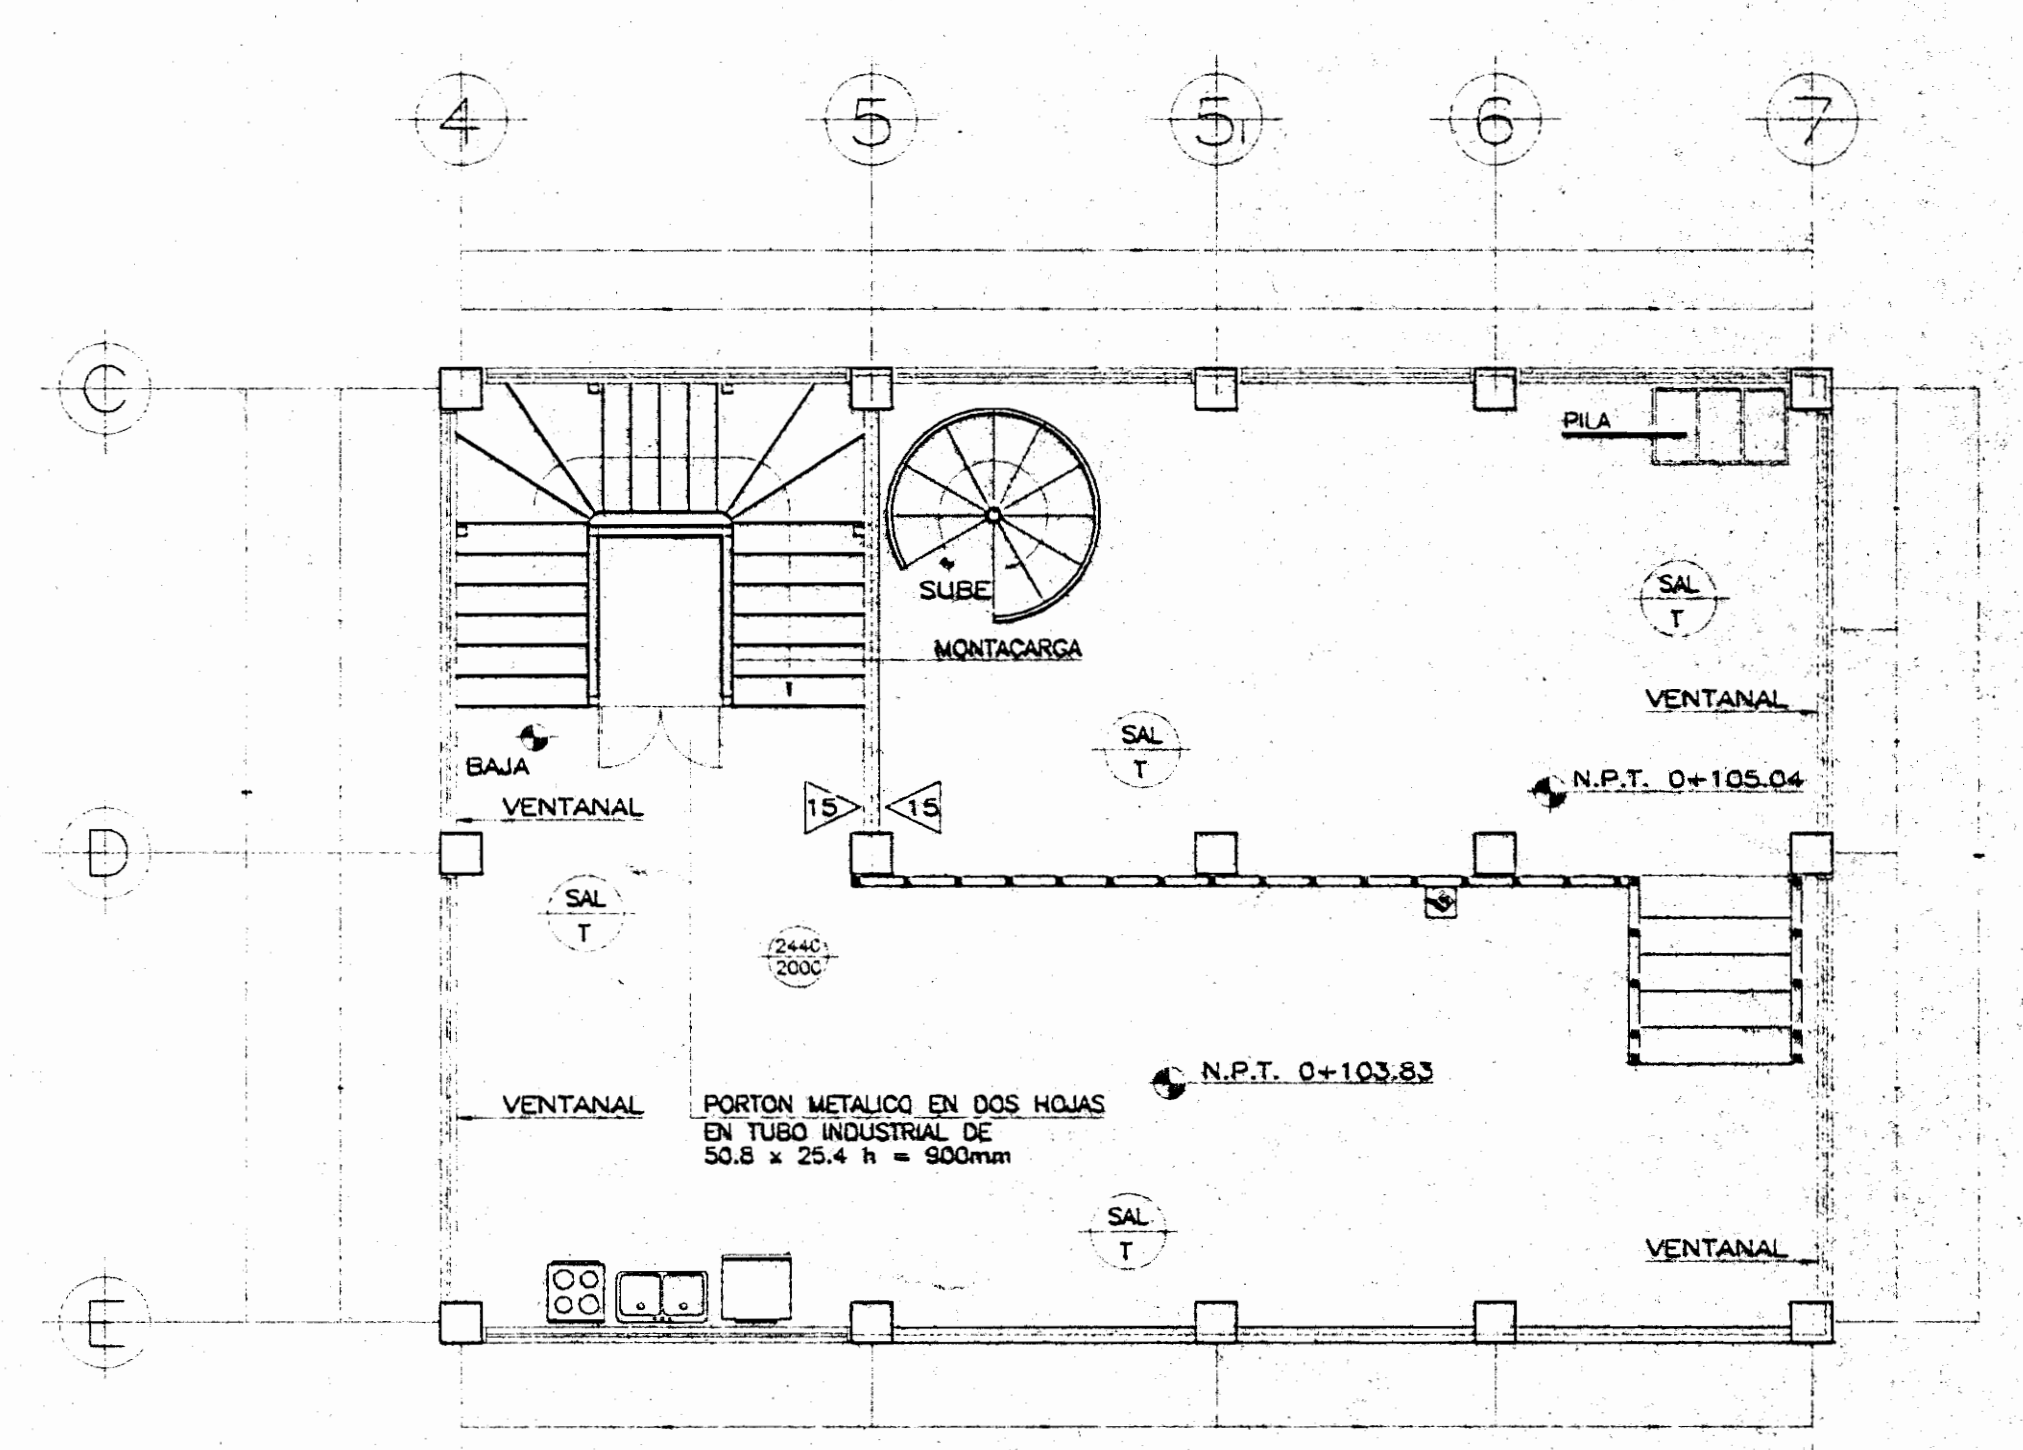 4
5
51
6
7
C
PILA
SAL
T
SUBE
MONTACARGA
VENTANAL
SAL
T
BAJA
N.P.T. 0+105.04
VENTANAL
15
15
D
SAL
T
2440
2000
N.P.T. 0+103.83
VENTANAL
PORTON METALICO EN DOS HOJAS
EN TUBO INDUSTRIAL DE
50.8 x 25.4 h = 900mm
SAL
T
VENTANAL
E